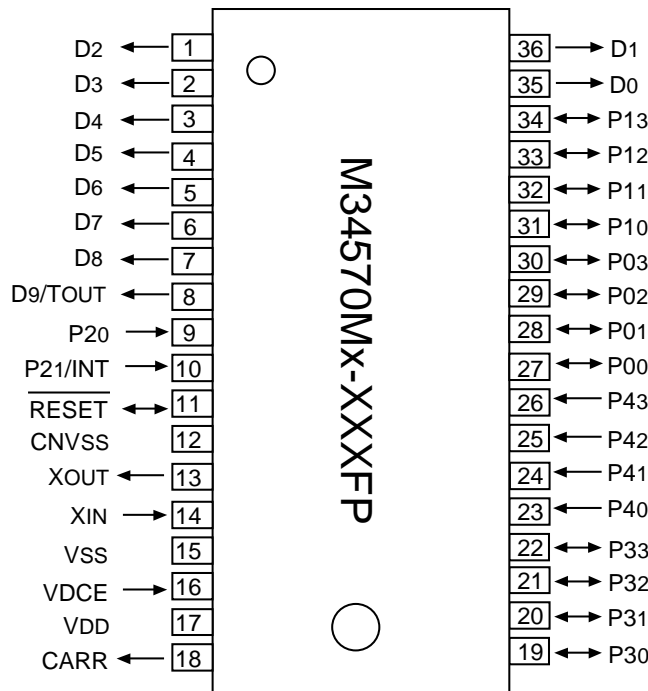 D2 1 36 D1
D3 2 35 D0
D4 3 34 P13
D5 4 33 P12
D6 5 32 P11
D7 6 31 P10
D8 7 30 P03
D9/TOUT 8 29 P02
P20 9 28 P01
P21/INT 10 27 P00
RESET 11 26 P43
CNVSS 12 25 P42
XOUT 13 24 P41
XIN 14 23 P40
VSS 15 22 P33
VDCE 16 21 P32
VDD 17 20 P31
CARR 18 19 P30
M34570Mx-XXXFP